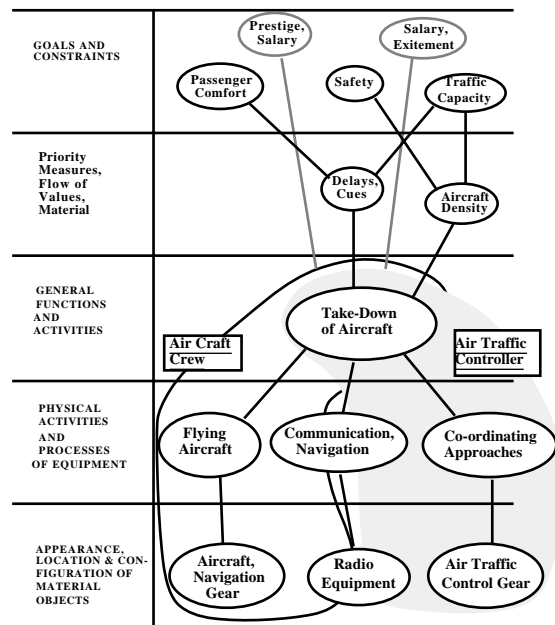 Prestige,
Salary
Salary,
Exitement
GOALS AND
CONSTRAINTS
Passenger
Comfort
Safety
Traffic
Capacity
Priority
Measures,
Flow of
Values,
Material
Delays,
Cues
Aircraft
Density
GENERAL
FUNCTIONS
AND
ACTIVITIES
Take-Down
of Aircraft
Air Craft
Crew
Air Traffic
Controller
PHYSICAL
ACTIVITIES
AND
PROCESSES
OF EQUIPMENT
Flying
Aircraft
Communication,
Navigation
Co-ordinating
Approaches
APPEARANCE,
LOCATION & CON-
FIGURATION OF
MATERIAL
OBJECTS
Aircraft,
Navigation
Gear
Radio
Equipment
Air Traffic
Control Gear